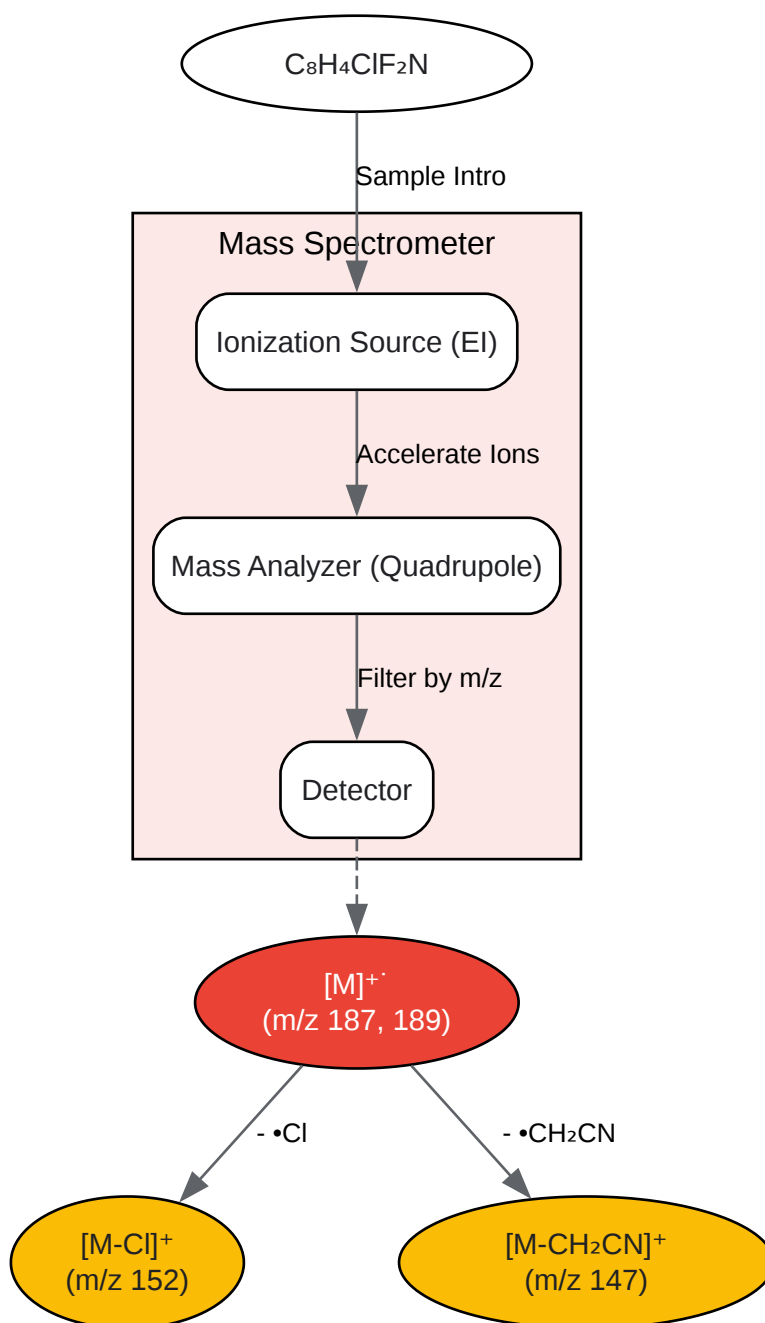 C₈H₄ClF₂N
Sample Intro
Mass Spectrometer
Ionization Source (EI)
Accelerate Ions
Mass Analyzer (Quadrupole)
Filter by m/z
Detector
[M]⁺˙
(m/z 187, 189)
- •Cl
- •CH₂CN
[M-Cl]⁺
(m/z 152)
[M-CH₂CN]⁺
(m/z 147)